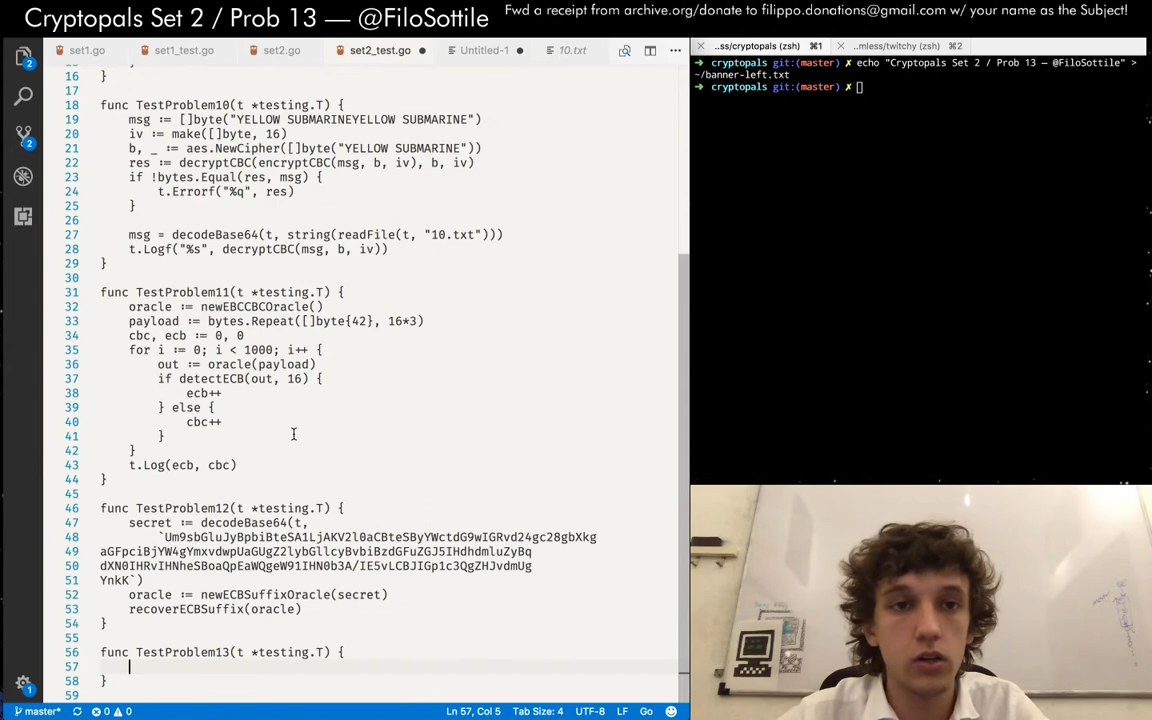 Cryptopals Set 2 / Prob 13 — @FiloSottile
Fwd a receipt from archive.org/donate to filippo.donations@gmail.com w/ your name as the Subject!
set1.go set1_test.go set2.go set2_test.go ● Untitled-1 ● 10.txt
..ss/cryptopals (zsh) ⌘1 ..mless/twitchy (zsh) ⌘2
➜ cryptopals git:(master) ✗ echo "Cryptopals Set 2 / Prob 13 — @FiloSottile" >
~/banner-left.txt
➜ cryptopals git:(master) ✗
2
2
1
16 }
17
18 func TestProblem10(t *testing.T) {
19 msg := []byte("YELLOW SUBMARINEYELLOW SUBMARINE")
20 iv := make([]byte, 16)
21 b, _ := aes.NewCipher([]byte("YELLOW SUBMARINE"))
22 res := decryptCBC(encryptCBC(msg, b, iv), b, iv)
23 if !bytes.Equal(res, msg) {
24 t.Errorf("%q", res)
25 }
26
27 msg = decodeBase64(t, string(readFile(t, "10.txt")))
28 t.Logf("%s", decryptCBC(msg, b, iv))
29 }
30
31 func TestProblem11(t *testing.T) {
32 oracle := newEBCCBCOracle()
33 payload := bytes.Repeat([]byte{42}, 16*3)
34 cbc, ecb := 0, 0
35 for i := 0; i < 1000; i++ {
36 out := oracle(payload)
37 if detectECB(out, 16) {
38 ecb++
39 } else {
40 cbc++
41 }
42 }
43 t.Log(ecb, cbc)
44 }
45
46 func TestProblem12(t *testing.T) {
47 secret := decodeBase64(t,
48 `Um9sbGluJyBpbiBteSA1LjAKV2l0aCBteSByYWctdG9wIGRvd24gc28gbXkg
49 aGFpciBjYW4gYmxvdwpUaGUgZ2lybGllcyBvbiBzdGFuZGJ5IHdhdmluZyBq
50 dXN0IHRvIHNheSBoaQpEaWQgeW91IHN0b3A/IE5vLCBJIGp1c3QgZHJvdmUg
51 YnkK`)
52 oracle := newECBSuffixOracle(secret)
53 recoverECBSuffix(oracle)
54 }
55
56 func TestProblem13(t *testing.T) {
57
58 }
59
master* 0 0 Ln 57, Col 5 Tab Size: 4 UTF-8 LF Go